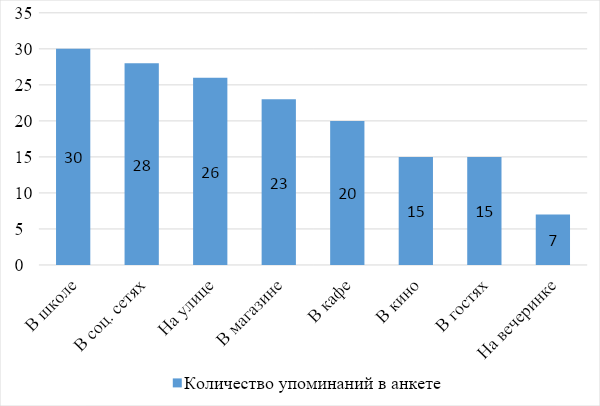 35
30
25
20
15
10
5
0
30
28
26
23
20
15
15
7
В школе
В соц. сетях
На улице
В магазине
В кафе
В кино
В гостях
На вечеринке
Количество упоминаний в анкете